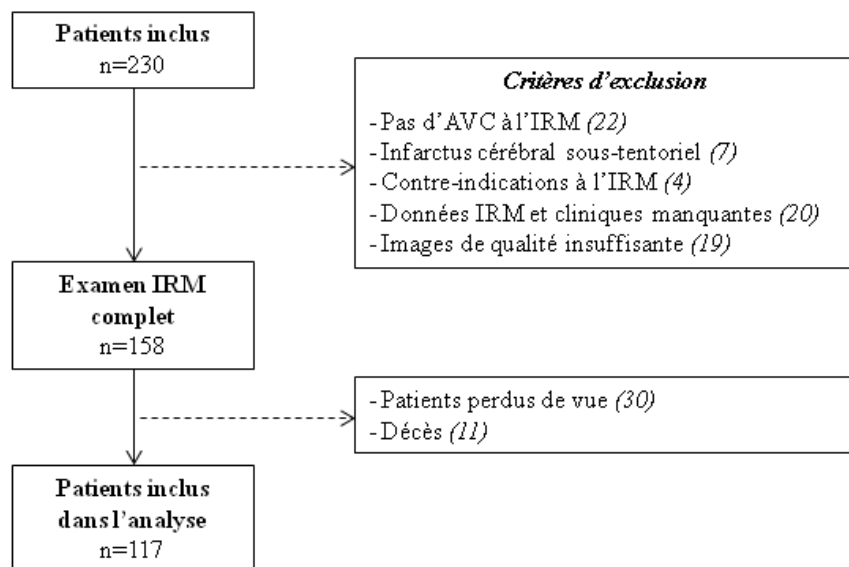 Patients inclus
n=230
Critères d'exclusion
-Pas d'AVC à l'IRM (22)
-Infarctus cérébral sous-tentoriel (7)
-Contre-indications à l'IRM (4)
-Données IRM et cliniques manquantes (20)
-Images de qualité insuffisante (19)
Examen IRM
complet
n=158
-Patients perdus de vue (30)
-Décès (11)
Patients inclus
dans l'analyse
n=117